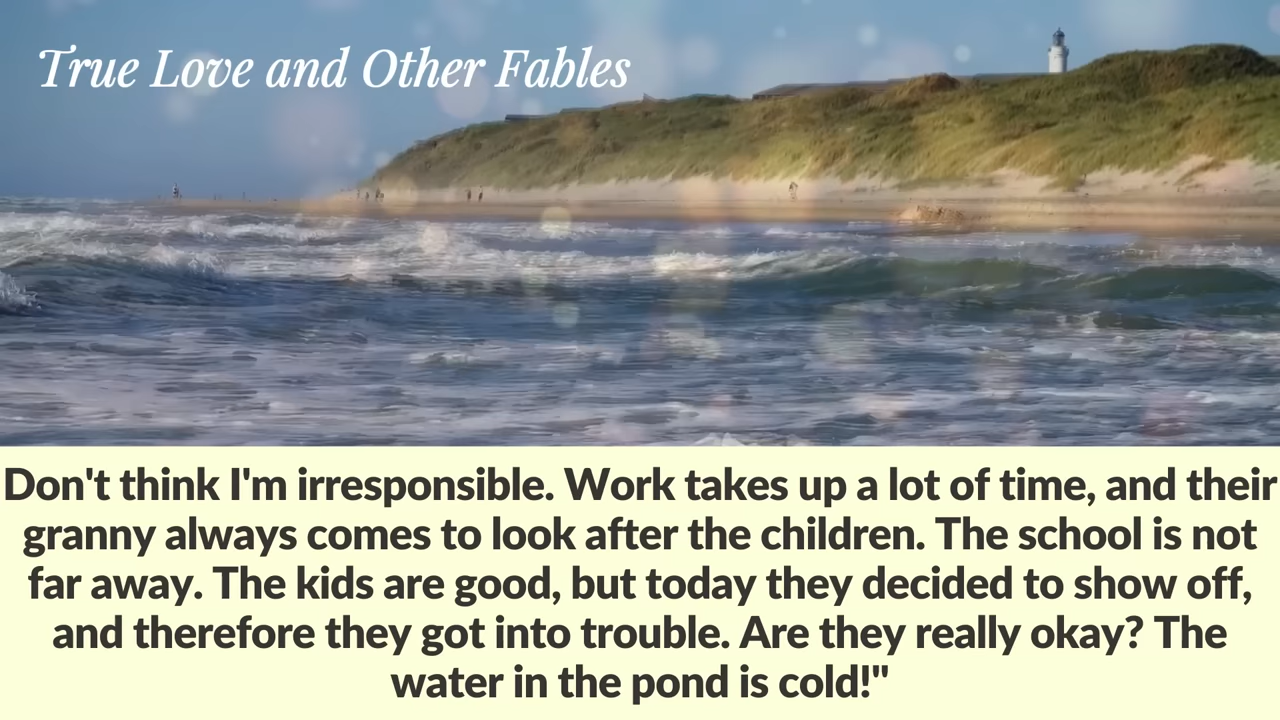 True Love and Other Fables
Don't think I'm irresponsible. Work takes up a lot of time, and their
granny always comes to look after the children. The school is not
far away. The kids are good, but today they decided to show off,
and therefore they got into trouble. Are they really okay? The
water in the pond is cold!"